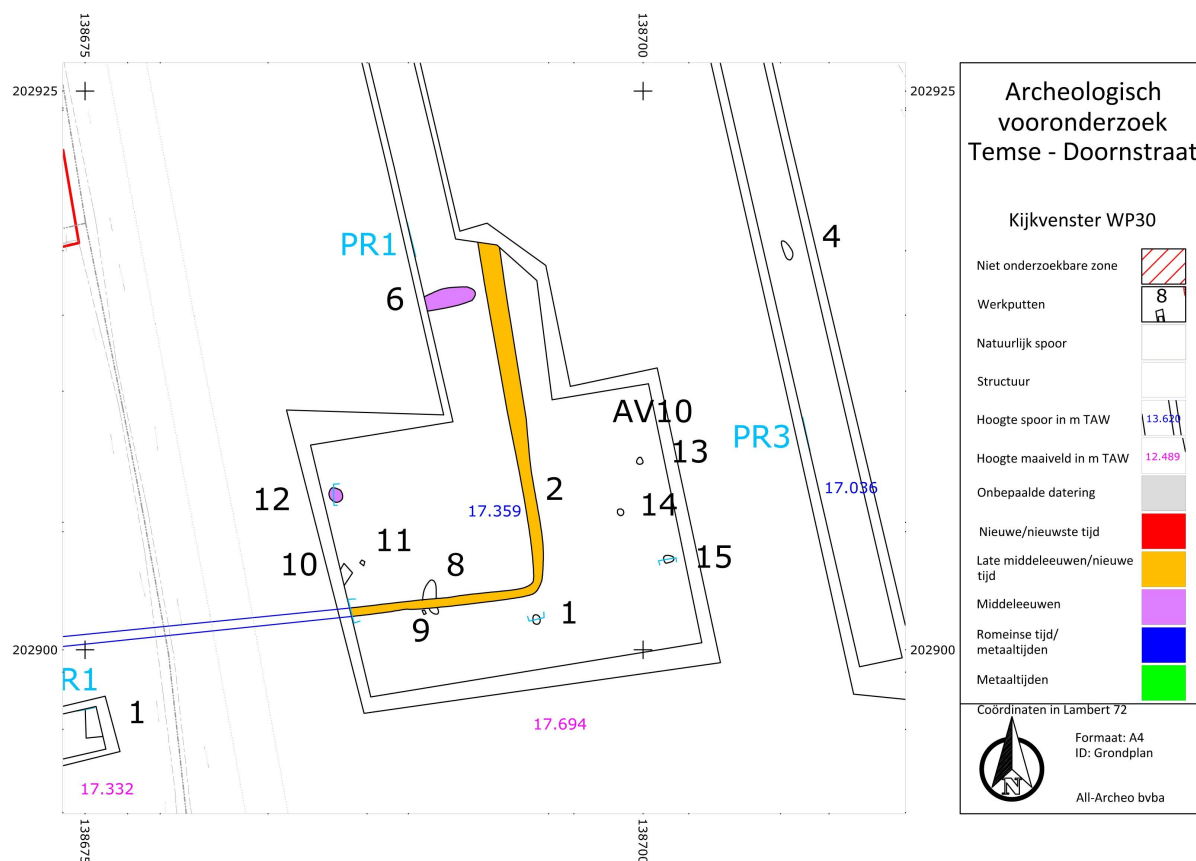 138675
138700
202925
202925
PR1
6
4
AV10
13
PR3
12
17.359
2
14
17.036
11
10
8
15
9
1
202900
202900
R1
1
17.694
17.332
138675
138700
Archeologisch
vooronderzoek
Temse - Doornstraat
Kijkvenster WP30
Niet onderzoekbare zone
Werkputten
8
Natuurlijk spoor
Structuur
Hoogte spoor in m TAW
13.620
Hoogte maaiveld in m TAW
12.489
Onbepaalde datering
Nieuwe/nieuwste tijd
Late middeleeuwen/nieuwe
tijd
Middeleeuwen
Romeinse tijd/
metaaltijden
Metaaltijden
Coördinaten in Lambert 72
Formaat: A4
ID: Grondplan
N
All-Archeo bvba